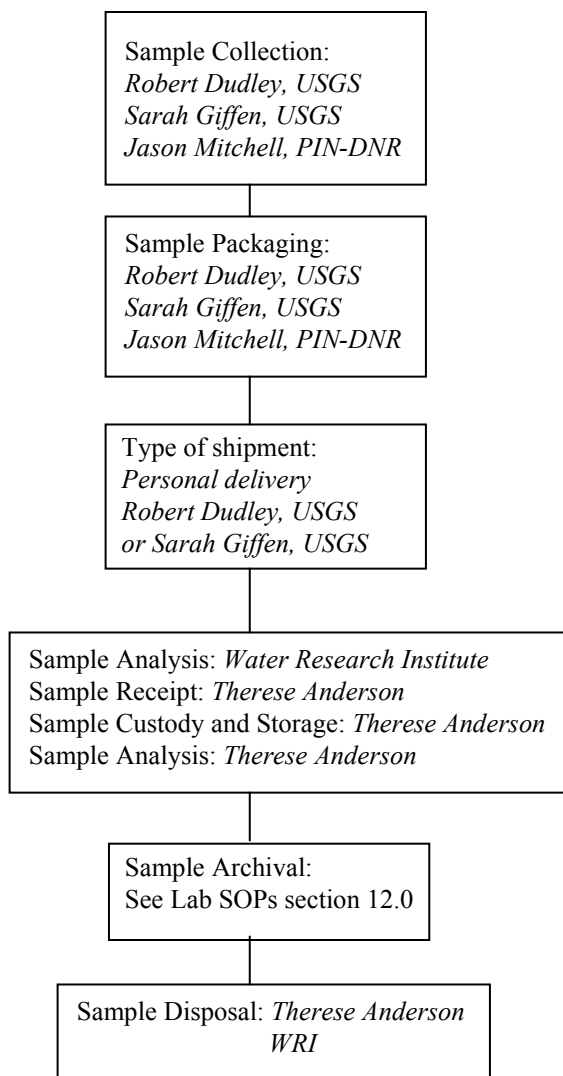 Sample Collection:
Robert Dudley, USGS
Sarah Giffen, USGS
Jason Mitchell, PIN-DNR
Sample Packaging:
Robert Dudley, USGS
Sarah Giffen, USGS
Jason Mitchell, PIN-DNR
Type of shipment:
Personal delivery
Robert Dudley, USGS
or Sarah Giffen, USGS
Sample Analysis: Water Research Institute
Sample Receipt: Therese Anderson
Sample Custody and Storage: Therese Anderson
Sample Analysis: Therese Anderson
Sample Archival:
See Lab SOPs section 12.0
Sample Disposal: Therese Anderson
WRI